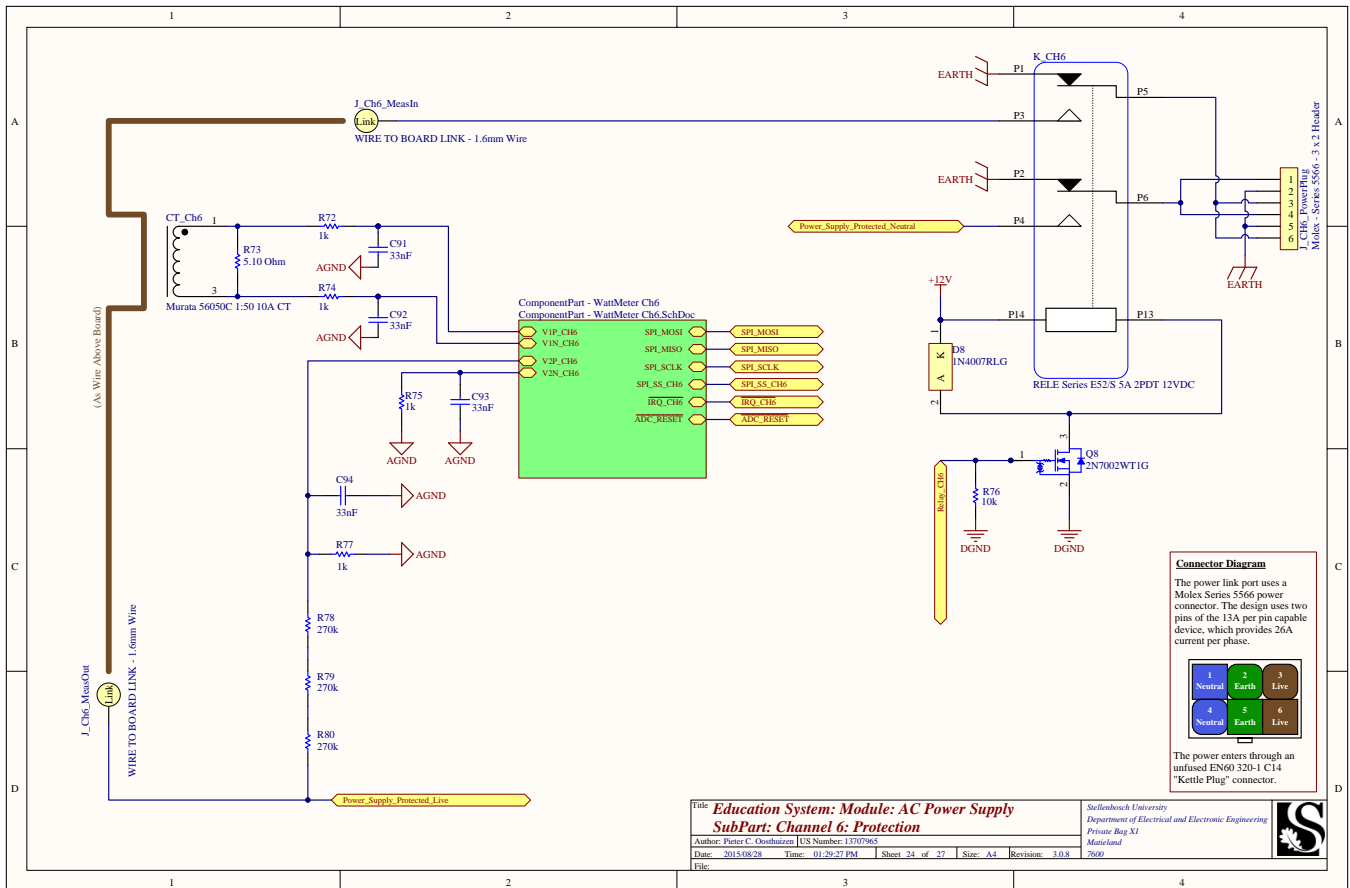 1
2
3
4
A
A
B
B
C
C
D
D
1
2
3
4
J_Ch6_MeasIn
Link
WIRE TO BOARD LINK - 1.6mm Wire
K_CH6
EARTH
P1
P5
P3
EARTH
P2
P6
P4
Power_Supply_Protected_Neutral
1
2
3
4
5
6
J_CH6_PowerPlug
Molex - Series 5566 - 3 x 2 Header
EARTH
CT_Ch6
1
3
R73
5.10 Ohm
Murata 56050C 1:50 10A CT
R72
1k
C91
33nF
AGND
R74
1k
C92
33nF
AGND
(As Wire Above Board)
ComponentPart - WattMeter Ch6
ComponentPart - WattMeter Ch6.SchDoc
V1P_CH6
V1N_CH6
V2P_CH6
V2N_CH6
SPI_MOSI
SPI_MISO
SPI_SCLK
SPI_SS_CH6
IRQ_CH6
ADC_RESET
SPI_MOSI
SPI_MISO
SPI_SCLK
SPI_SS_CH6
IRQ_CH6
ADC_RESET
R75
1k
C93
33nF
AGND
AGND
C94
33nF
AGND
R77
1k
AGND
R78
270k
R79
270k
R80
270k
J_Ch6_MeasOut
Link
WIRE TO BOARD LINK - 1.6mm Wire
Power_Supply_Protected_Live
+12V
P14
P13
1
K
A
2
D8
1N4007RLG
RELE Series E52/S 5A 2PDT 12VDC
3
1
2
Q8
2N7002WT1G
Relay_CH6
R76
10k
DGND
DGND
Connector Diagram
The power link port uses a
Molex Series 5566 power
connector. The design uses two
pins of the 13A per pin capable
device, which provides 26A
current per phase.
1 Neutral
2 Earth
3 Live
4 Neutral
5 Earth
6 Live
The power enters through an
unfused EN60 320-1 C14
"Kettle Plug" connector.
Title Education System: Module: AC Power Supply
SubPart: Channel 6: Protection
Author: Pieter C. Oosthuizen US Number: 13707965
Date: 2015/08/28 Time: 01:29:27 PM Sheet 24 of 27 Size: A4 Revision: 3.0.8
File:
Stellenbosch University
Department of Electrical and Electronic Engineering
Private Bag X1
Matieland
7600